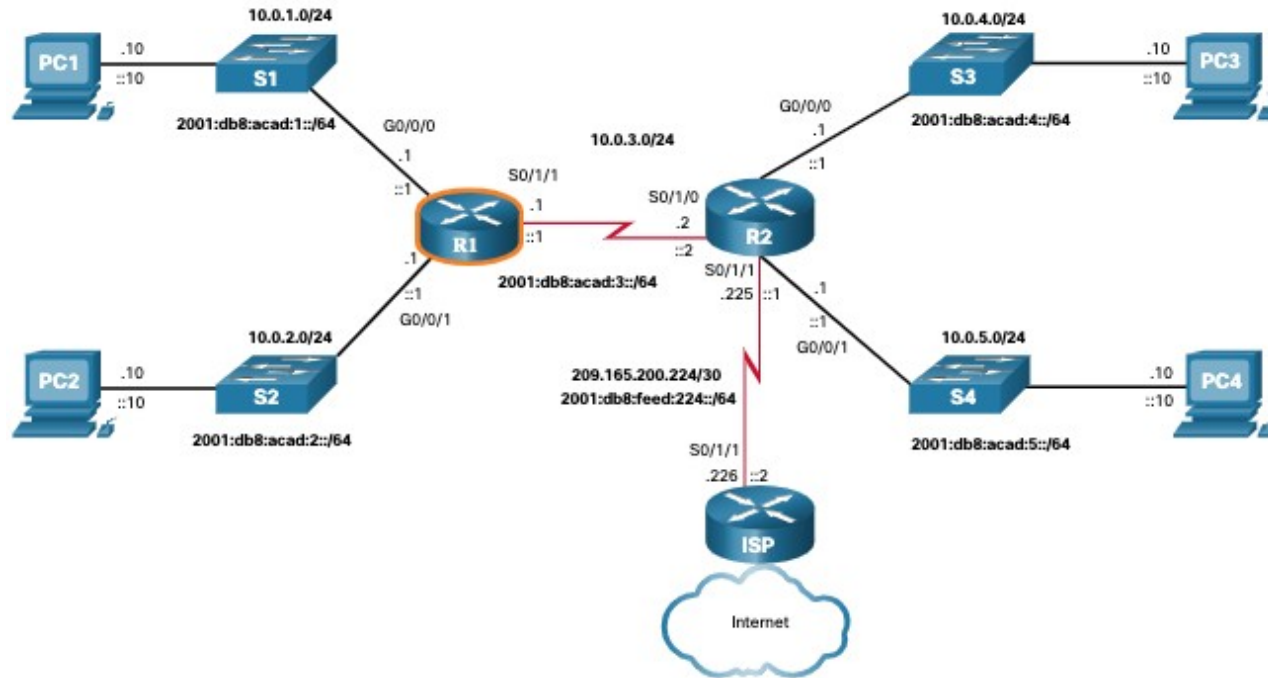 10.0.1.0/24
10.0.4.0/24
PC1
.10
::10
S1
S3
.10
::10
PC3
2001:db8:acad:1::/64
G0/0/0
.1
::1
10.0.3.0/24
G0/0/0
.1
::1
2001:db8:acad:4::/64
S0/1/1
.1
::1
R1
S0/1/0
.2
::2
R2
2001:db8:acad:3::/64
.1
::1
G0/0/1
S0/1/1
.225
::1
.1
::1
G0/0/1
10.0.2.0/24
10.0.5.0/24
PC2
.10
::10
S2
209.165.200.224/30
2001:db8:feed:224::/64
S4
.10
::10
PC4
2001:db8:acad:2::/64
2001:db8:acad:5::/64
S0/1/1
.226
::2
ISP
Internet